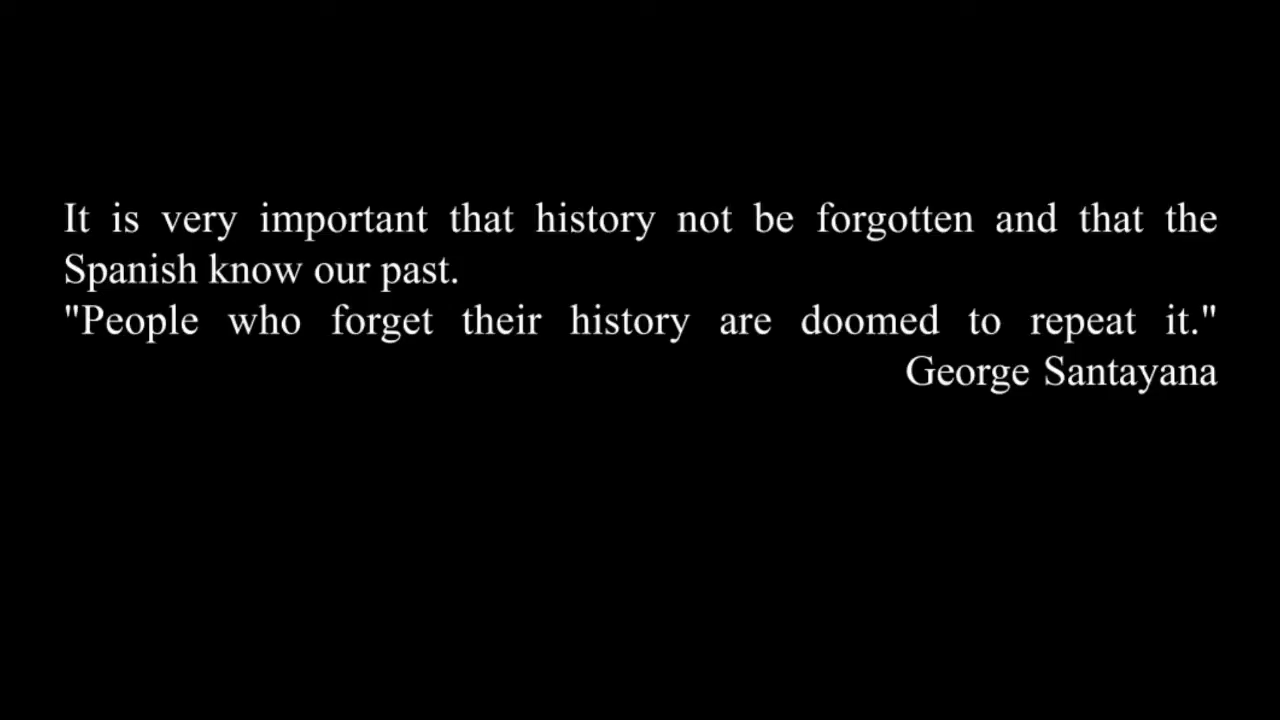 It is very important that history not be forgotten and that the
Spanish know our past.
"People who forget their history are doomed to repeat it."
George Santayana